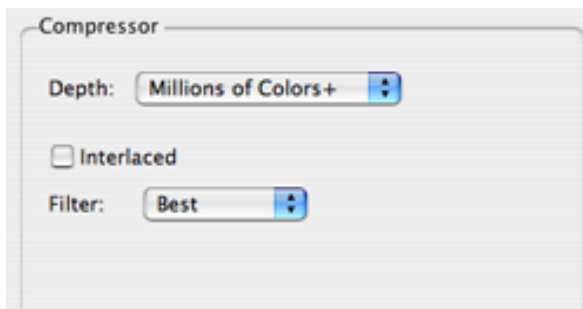 Compressor
Depth: Millions of Colors+
Interlaced
Filter: Best